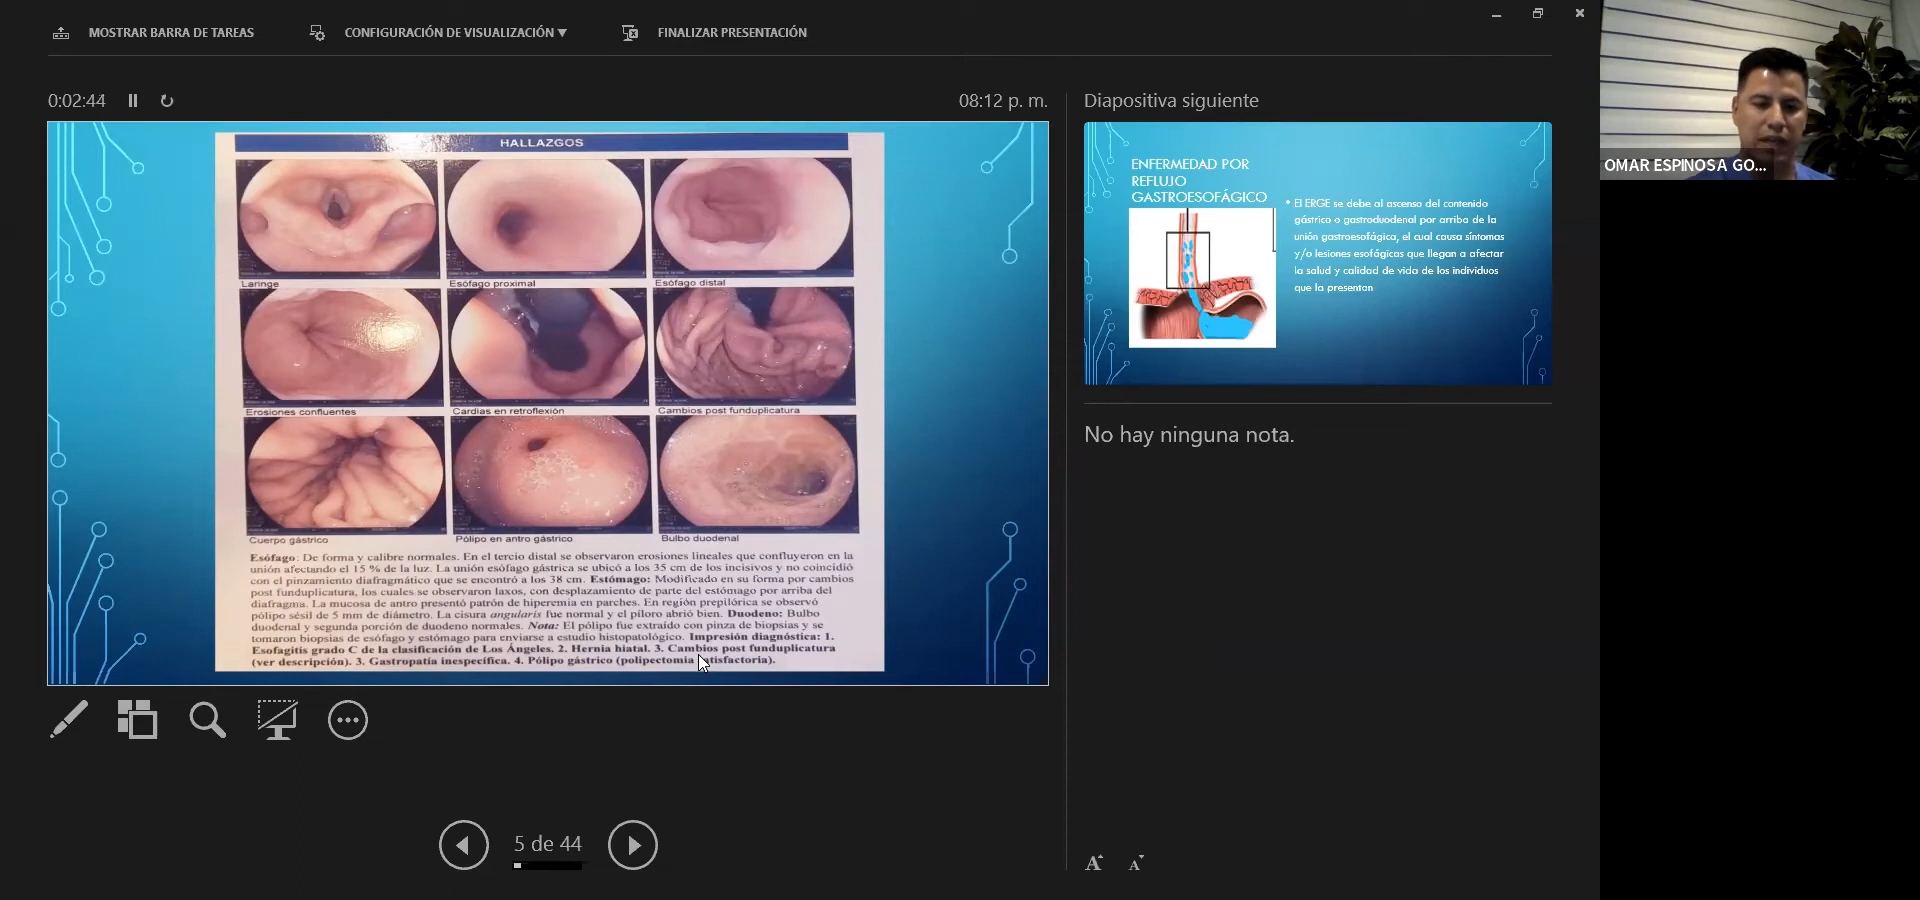 MOSTRAR BARRA DE TAREAS
CONFIGURACIÓN DE VISUALIZACIÓN ▼
FINALIZAR PRESENTACIÓN
0:02:44
08:12 p. m.
HALLAZGOS
Laringe
Esófago proximal
Esófago distal
Erosiones confluentes
Cardias en retroflexión
Cambios post funduplicatura
Cuerpo gástrico
Pólipo en antro gástrico
Bulbo duodenal
Esófago: De forma y calibre normales. En el tercio distal se observaron erosiones lineales que confluyeron en la
unión afectando el 15 % de la luz. La unión esófago gástrica se ubicó a los 35 cm de los incisivos y no coincidió
con el pinzamiento diafragmático que se encontró a los 38 cm. Estómago: Modificado en su forma por cambios
post funduplicatura, los cuales se observaron laxos, con desplazamiento de parte del estómago por arriba del
diafragma. La mucosa de antro presentó patrón de hiperemia en parches. En región prepilórica se observó
pólipo sésil de 5 mm de diámetro. La cisura angularis fue normal y el píloro abrió bien. Duodeno: Bulbo
duodenal y segunda porción de duodeno normales. Nota: El pólipo fue extraído con pinza de biopsias y se
tomaron biopsias de esófago y estómago para enviarse a estudio histopatológico. Impresión diagnóstica: 1.
Esofagitis grado C de la clasificación de Los Ángeles. 2. Hernia hiatal. 3. Cambios post funduplicatura
(ver descripción). 3. Gastropatía inespecífica. 4. Pólipo gástrico (polipectomía satisfactoria).
5 de 44
Diapositiva siguiente
ENFERMEDAD POR
REFLUJO
GASTROESOFÁGICO
• El ERGE se debe al ascenso del contenido
gástrico o gastroduodenal por arriba de la
unión gastroesofágica, el cual causa síntomas
y/o lesiones esofágicas que llegan a afectar
la salud y calidad de vida de los individuos
que la presentan
No hay ninguna nota.
A A
OMAR ESPINOSA GO...